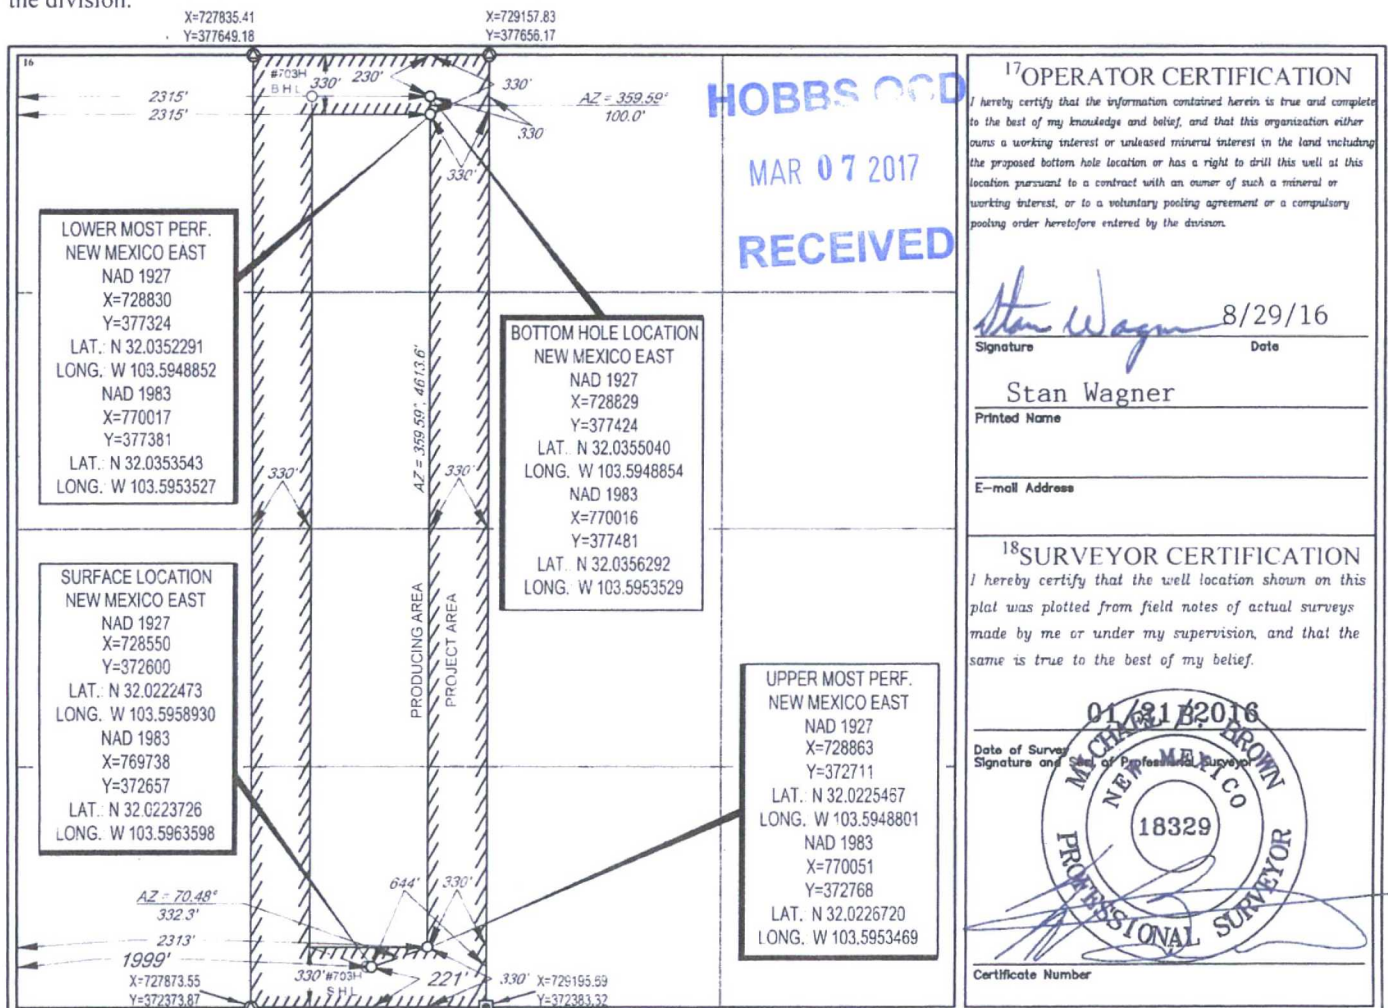 the division.
X=727835.41
Y=377649.18
X=729157.83
Y=377656.17
16
#703H
BHL
330'
230'
330'
2315'
2315'
AZ = 359.59°
100.0'
330
330'
HOBBS OCD
MAR 07 2017
RECEIVED
LOWER MOST PERF.
NEW MEXICO EAST
NAD 1927
X=728830
Y=377324
LAT.: N 32.0352291
LONG.: W 103.5948852
NAD 1983
X=770017
Y=377381
LAT.: N 32.0353543
LONG.: W 103.5953527
BOTTOM HOLE LOCATION
NEW MEXICO EAST
NAD 1927
X=728829
Y=377424
LAT.: N 32.0355040
LONG.: W 103.5948854
NAD 1983
X=770016
Y=377481
LAT.: N 32.0356292
LONG.: W 103.5953529
AZ = 359.59°, 4613.6'
330'
330'
PRODUCING AREA
PROJECT AREA
SURFACE LOCATION
NEW MEXICO EAST
NAD 1927
X=728550
Y=372600
LAT.: N 32.0222473
LONG.: W 103.5958930
NAD 1983
X=769738
Y=372657
LAT.: N 32.0223726
LONG.: W 103.5963598
UPPER MOST PERF.
NEW MEXICO EAST
NAD 1927
X=728863
Y=372711
LAT.: N 32.0225467
LONG.: W 103.5948801
NAD 1983
X=770051
Y=372768
LAT.: N 32.0226720
LONG.: W 103.5953469
AZ = 70.48°
332.3'
644'
330'
2313'
1999'
330'
#703H
SHL
221'
330'
X=727873.55
Y=372373.87
X=729195.69
Y=372383.32
17 OPERATOR CERTIFICATION
I hereby certify that the information contained herein is true and complete
to the best of my knowledge and belief, and that this organization either
owns a working interest or unleased mineral interest in the land including
the proposed bottom hole location or has a right to drill this well at this
location pursuant to a contract with an owner of such a mineral or
working interest, or to a voluntary pooling agreement or a compulsory
pooling order heretofore entered by the division.
Stan Wagner 8/29/16
Signature Date
Stan Wagner
Printed Name
E-mail Address
18 SURVEYOR CERTIFICATION
I hereby certify that the well location shown on this
plat was plotted from field notes of actual surveys
made by me or under my supervision, and that the
same is true to the best of my belief.
01/21/2016
Date of Survey
Signature and Seal of Professional Surveyor
MICHAEL B. BROWN
NEW MEXICO
18329
PROFESSIONAL SURVEYOR
Certificate Number